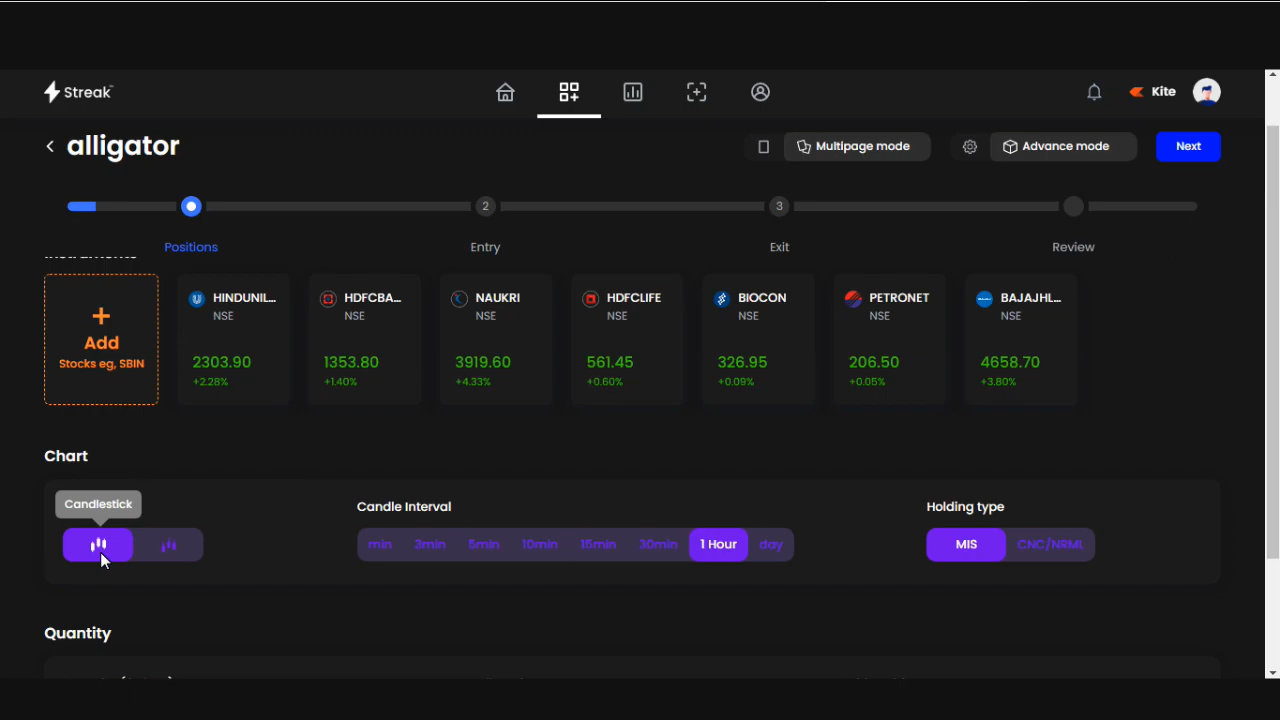 Streak
Kite
alligator
Multipage mode
Advance mode
Next
2
3
Positions
Entry
Exit
Review
+
Add
Stocks eg, SBIN
HINDUNIL...
NSE
2303.90
+2.28%
HDFCBA...
NSE
1353.80
+1.40%
NAUKRI
NSE
3919.60
+4.33%
HDFCLIFE
NSE
561.45
+0.60%
BIOCON
NSE
326.95
+0.09%
PETRONET
NSE
206.50
+0.05%
BAJAJHL...
NSE
4658.70
+3.80%
Chart
Candlestick
Candle Interval
min 3min 5min 10min 15min 30min 1 Hour day
Holding type
MIS CNC/NRML
Quantity